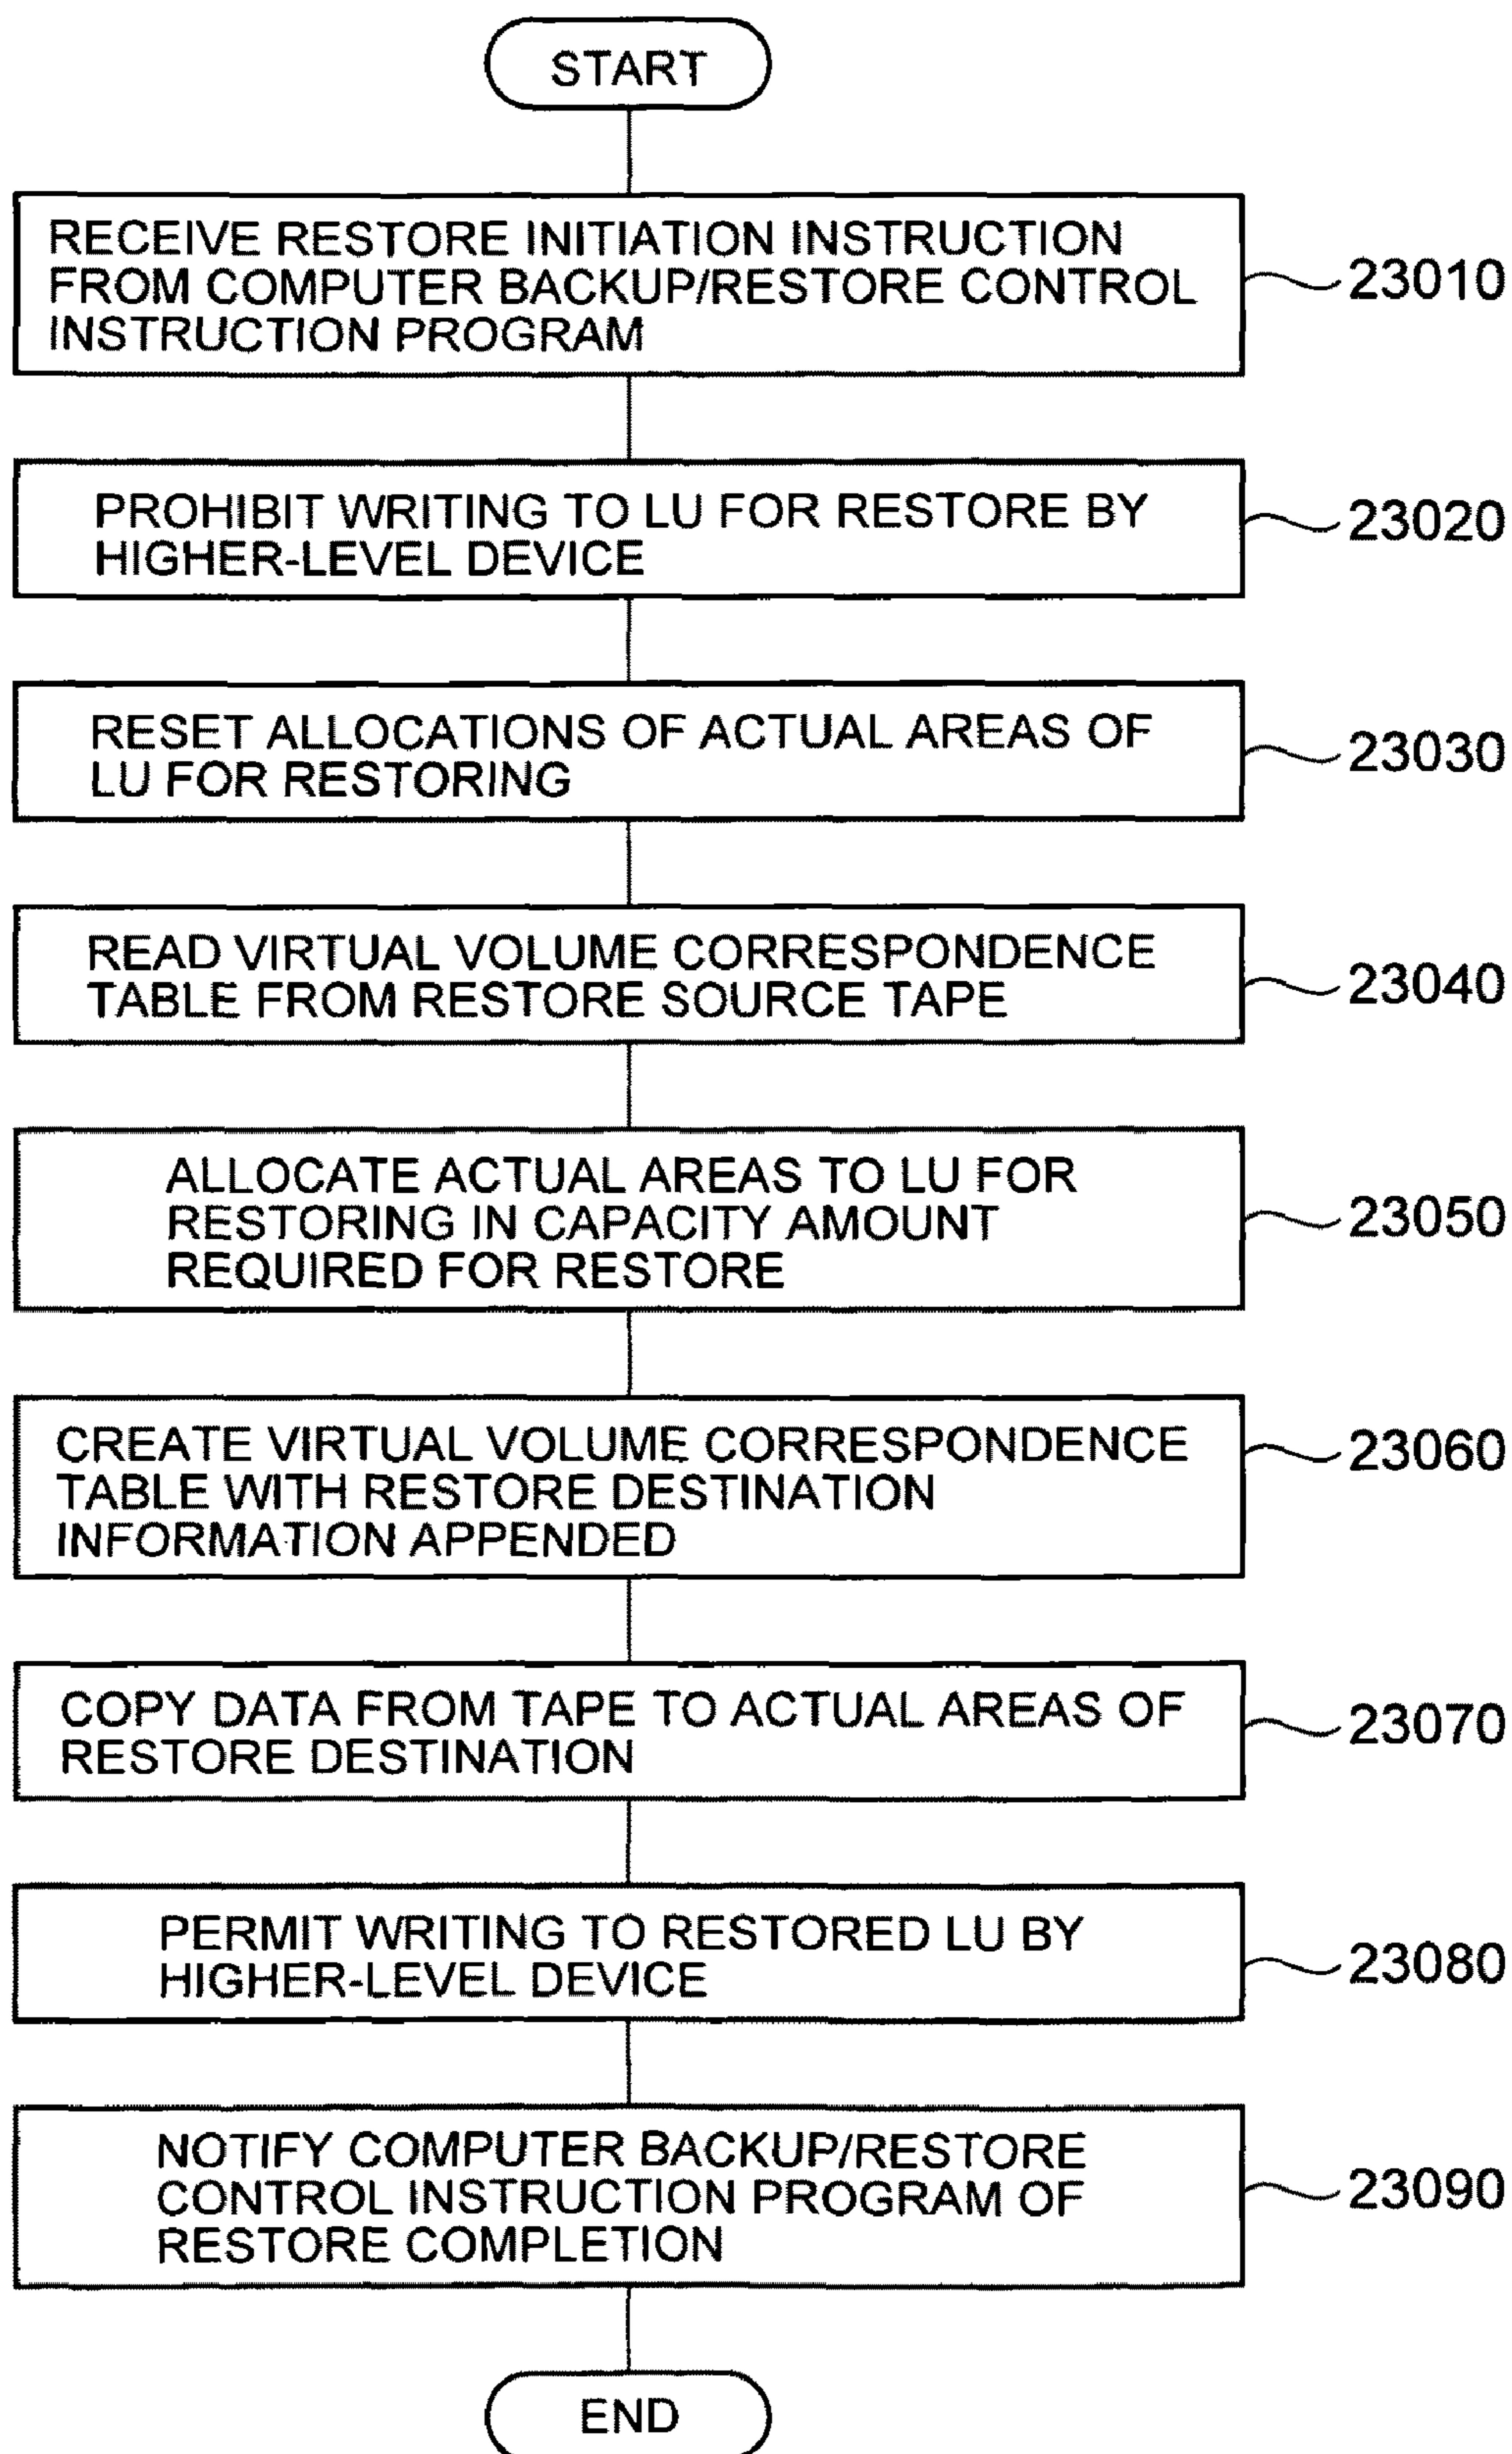 START
RECEIVE RESTORE INITIATION INSTRUCTION
FROM COMPUTER BACKUP/RESTORE CONTROL
INSTRUCTION PROGRAM
23010
PROHIBIT WRITING TO LU FOR RESTORE BY
HIGHER-LEVEL DEVICE
23020
RESET ALLOCATIONS OF ACTUAL AREAS OF
LU FOR RESTORING
23030
READ VIRTUAL VOLUME CORRESPONDENCE
TABLE FROM RESTORE SOURCE TAPE
23040
ALLOCATE ACTUAL AREAS TO LU FOR
RESTORING IN CAPACITY AMOUNT
REQUIRED FOR RESTORE
23050
CREATE VIRTUAL VOLUME CORRESPONDENCE
TABLE WITH RESTORE DESTINATION
INFORMATION APPENDED
23060
COPY DATA FROM TAPE TO ACTUAL AREAS OF
RESTORE DESTINATION
23070
PERMIT WRITING TO RESTORED LU BY
HIGHER-LEVEL DEVICE
23080
NOTIFY COMPUTER BACKUP/RESTORE
CONTROL INSTRUCTION PROGRAM OF
RESTORE COMPLETION
23090
END